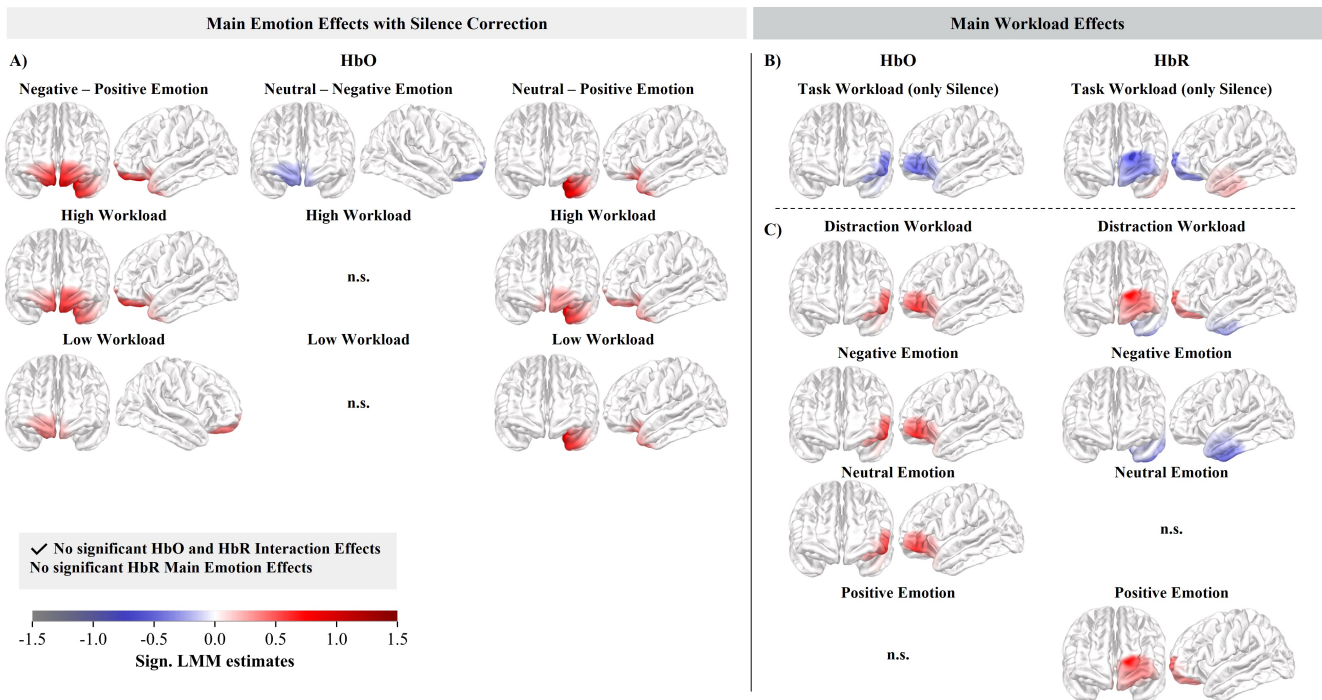 Main Emotion Effects with Silence Correction
Main Workload Effects
A)
HbO
Negative – Positive Emotion
Neutral – Negative Emotion
Neutral – Positive Emotion
High Workload
High Workload
High Workload
n.s.
Low Workload
Low Workload
Low Workload
n.s.
✓ No significant HbO and HbR Interaction Effects
No significant HbR Main Emotion Effects
-1.5 -1.0 -0.5 0.0 0.5 1.0 1.5
Sign. LMM estimates
B)
HbO
HbR
Task Workload (only Silence)
Task Workload (only Silence)
C)
Distraction Workload
Distraction Workload
Negative Emotion
Negative Emotion
Neutral Emotion
Neutral Emotion
n.s.
Positive Emotion
Positive Emotion
n.s.